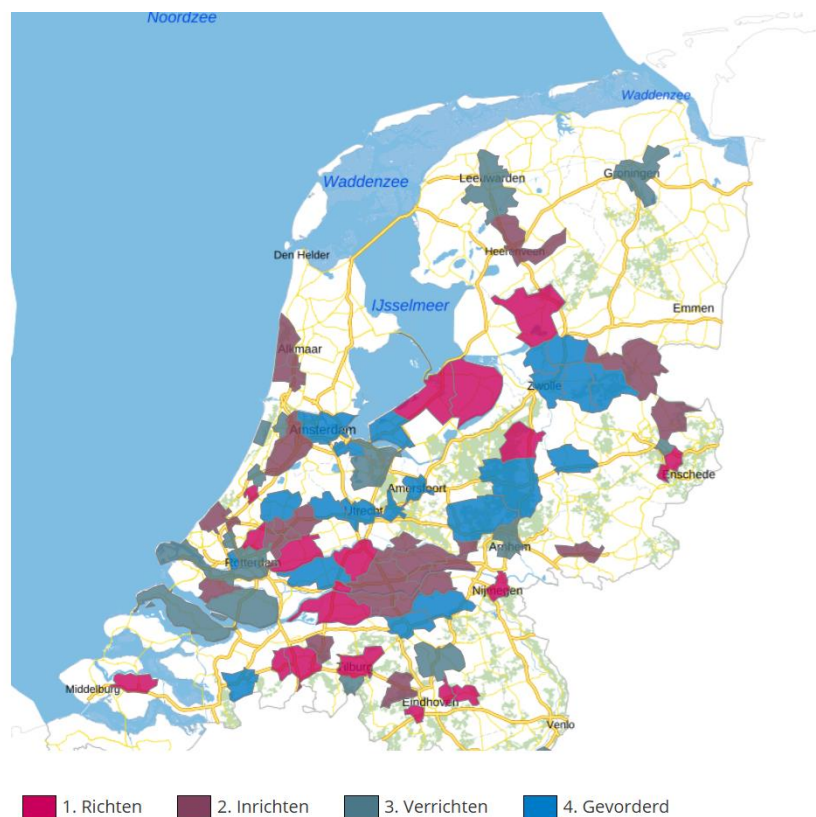 Noordzee
Waddenzee
Leeuwarden
Groningen
Waddenzee
Heerenveen
Den Helder
IJsselmeer
Emmen
Alkmaar
Zwolle
Amsterdam
Enschede
Amersfoort
Utrecht
Arnhem
Rotterdam
Nijmegen
Tilburg
Middelburg
Eindhoven
Venlo
1. Richten 2. Inrichten 3. Verrichten 4. Gevorderd